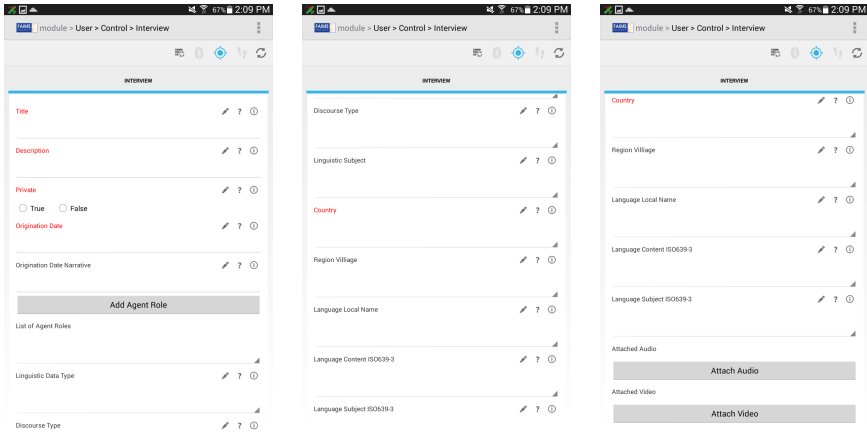 67% 2:09 PM
FAIMS module > User > Control > Interview
INTERVIEW
Title ?
Description ?
Private ?
True False
Origination Date ?
Origination Date Narrative ?
Add Agent Role
List of Agent Roles
Linguistic Data Type ?
Discourse Type ?
67% 2:09 PM
FAIMS module > User > Control > Interview
INTERVIEW
Discourse Type ?
Linguistic Subject ?
Country ?
Region Villiage ?
Language Local Name ?
Language Content ISO639-3 ?
Language Subject ISO639-3 ?
67% 2:09 PM
FAIMS module > User > Control > Interview
INTERVIEW
Country ?
Region Villiage ?
Language Local Name ?
Language Content ISO639-3 ?
Language Subject ISO639-3 ?
Attached Audio
Attach Audio
Attached Video
Attach Video